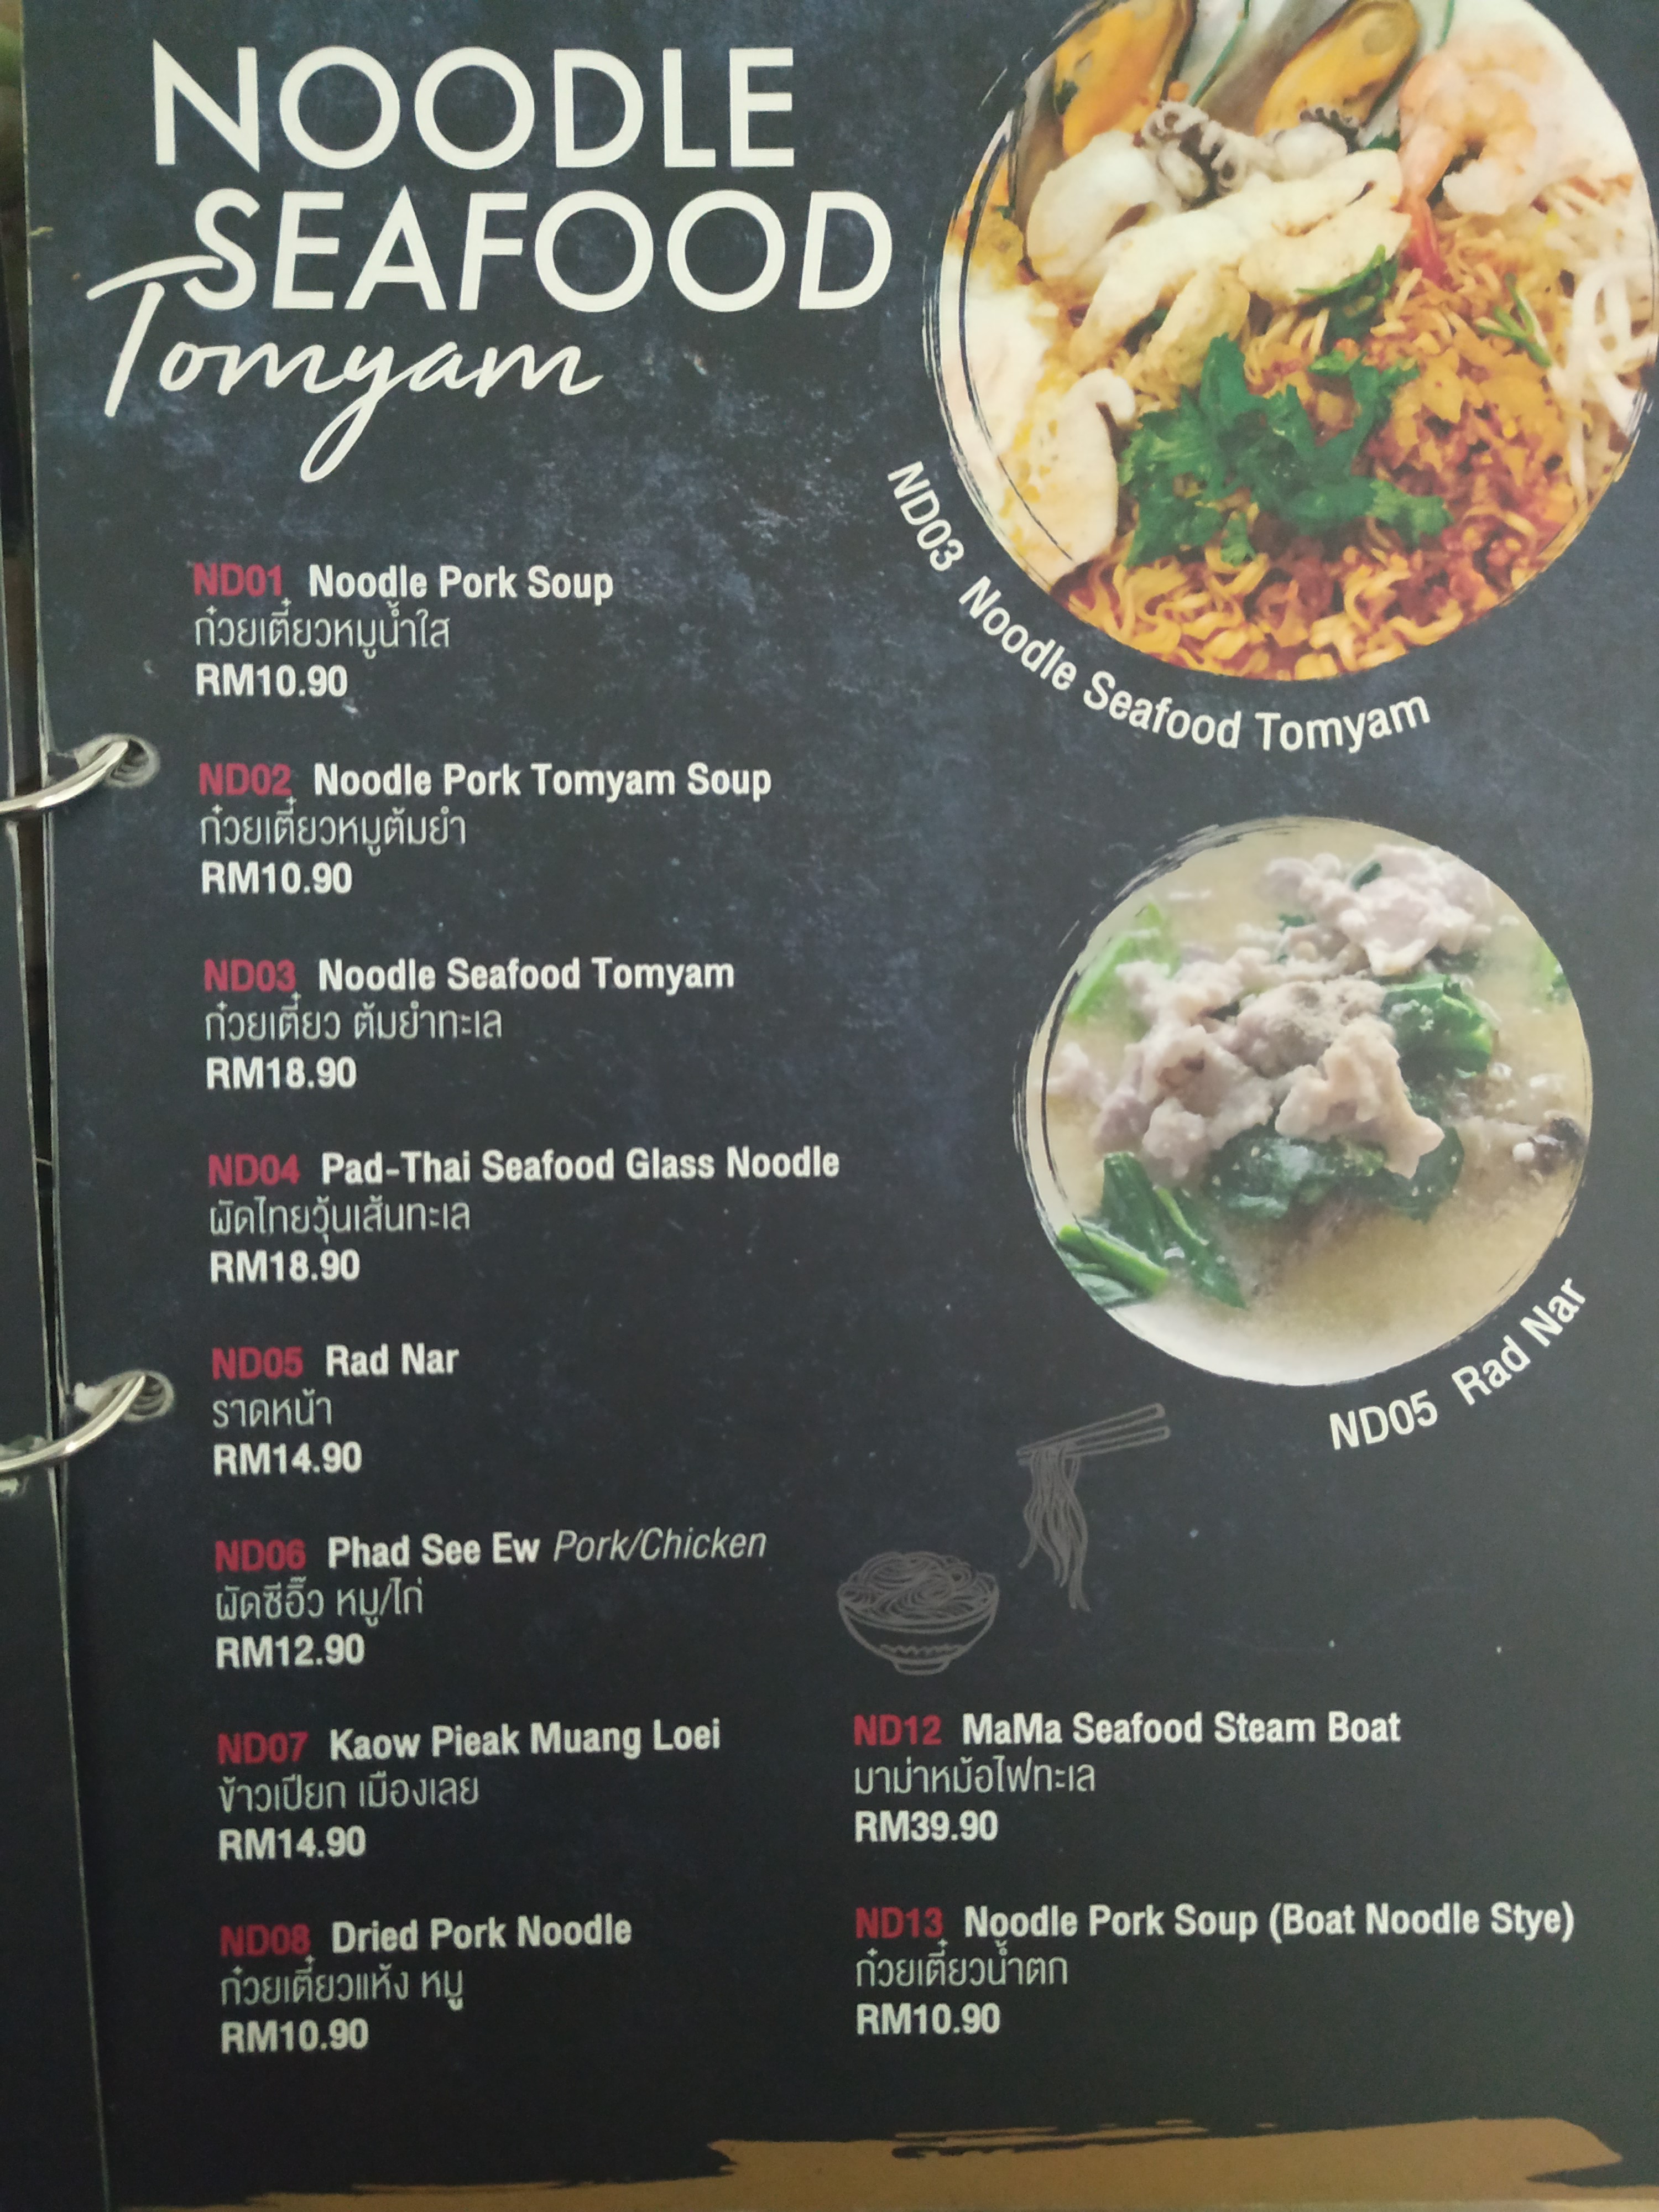 NOODLE
SEAFOOD
Tomyam
ND03 Noodle Seafood Tomyam
ND01 Noodle Pork Soup
ก๋วยเตี๋ยวหมูน้ำใส
RM10.90
ND02 Noodle Pork Tomyam Soup
ก๋วยเตี๋ยวหมูต้มยำ
RM10.90
ND03 Noodle Seafood Tomyam
ก๋วยเตี๋ยว ต้มยำทะเล
RM18.90
ND04 Pad-Thai Seafood Glass Noodle
ผัดไทยวุ้นเส้นทะเล
RM18.90
ND05 Rad Nar
ราดหน้า
RM14.90
ND05 Rad Nar
ND06 Phad See Ew Pork/Chicken
ผัดซีอิ๊ว หมู/ไก่
RM12.90
ND07 Kaow Pieak Muang Loei
ข้าวเปียก เมืองเลย
RM14.90
ND08 Dried Pork Noodle
ก๋วยเตี๋ยวแห้ง หมู
RM10.90
ND12 MaMa Seafood Steam Boat
มาม่าหม้อไฟทะเล
RM39.90
ND13 Noodle Pork Soup (Boat Noodle Stye)
ก๋วยเตี๋ยวน้ำตก
RM10.90